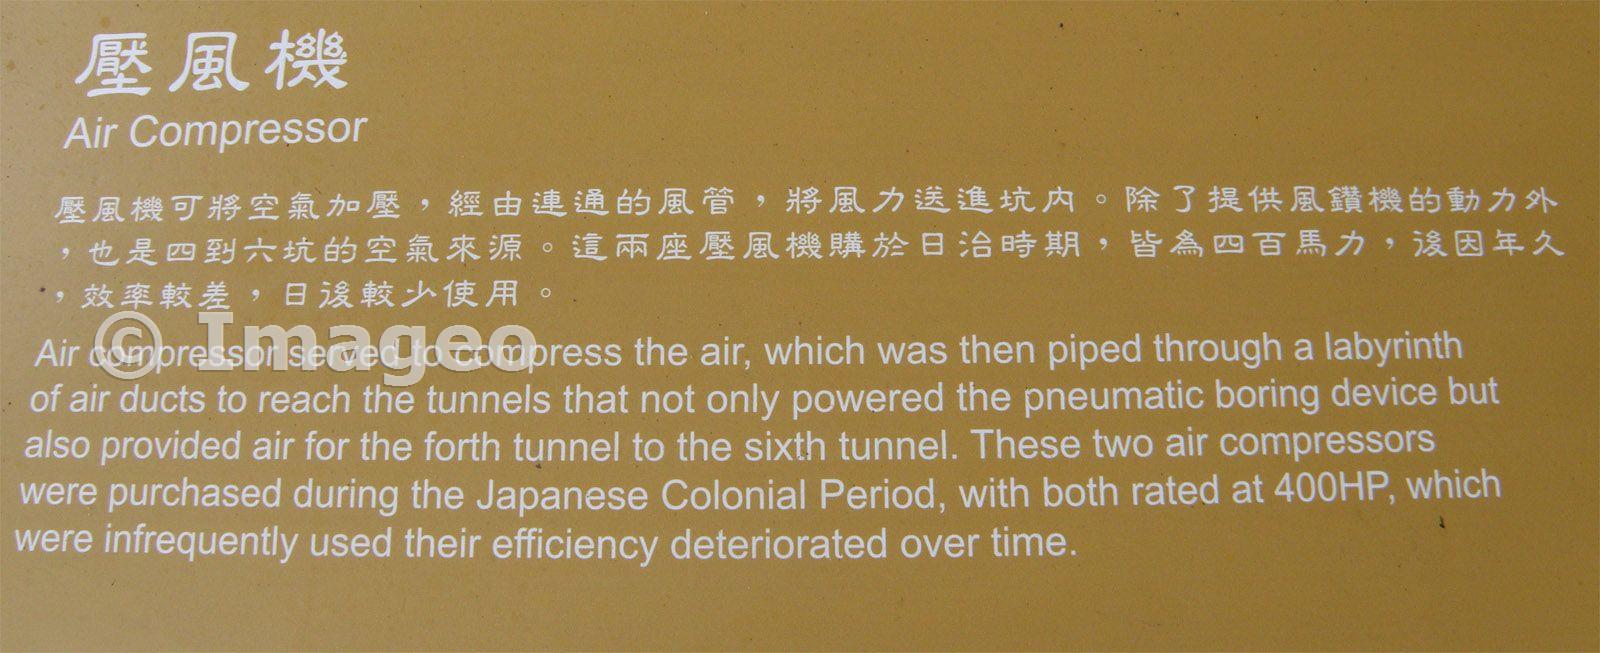 壓風機
Air Compressor
壓風機可將空氣加壓，經由連通的風管，將風力送進坑內。除了提供風鑽機的動力外
，也是四到六坑的空氣來源。這兩座壓風機購於日治時期，皆為四百馬力，後因年久
，效率較差，日後較少使用。
© Imageo
Air compressor served to compress the air, which was then piped through a labyrinth
of air ducts to reach the tunnels that not only powered the pneumatic boring device but
also provided air for the forth tunnel to the sixth tunnel. These two air compressors
were purchased during the Japanese Colonial Period, with both rated at 400HP, which
were infrequently used their efficiency deteriorated over time.